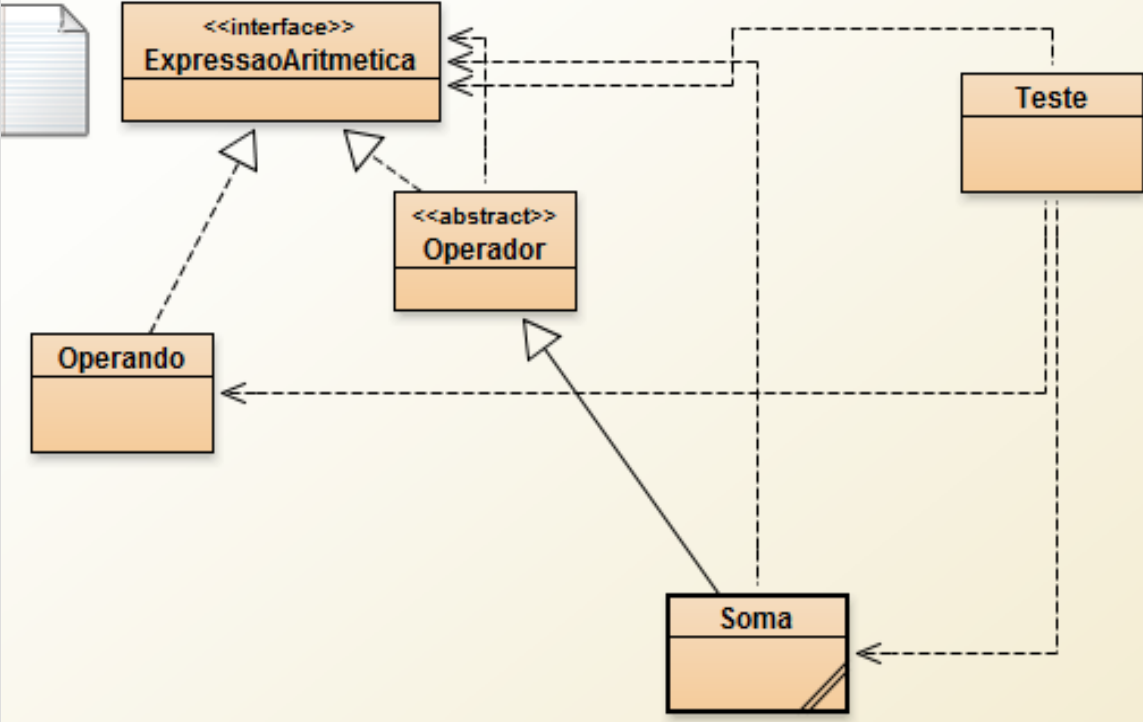 <<interface>>
ExpressaoAritmetica
Teste
<<abstract>>
Operador
Operando
Soma